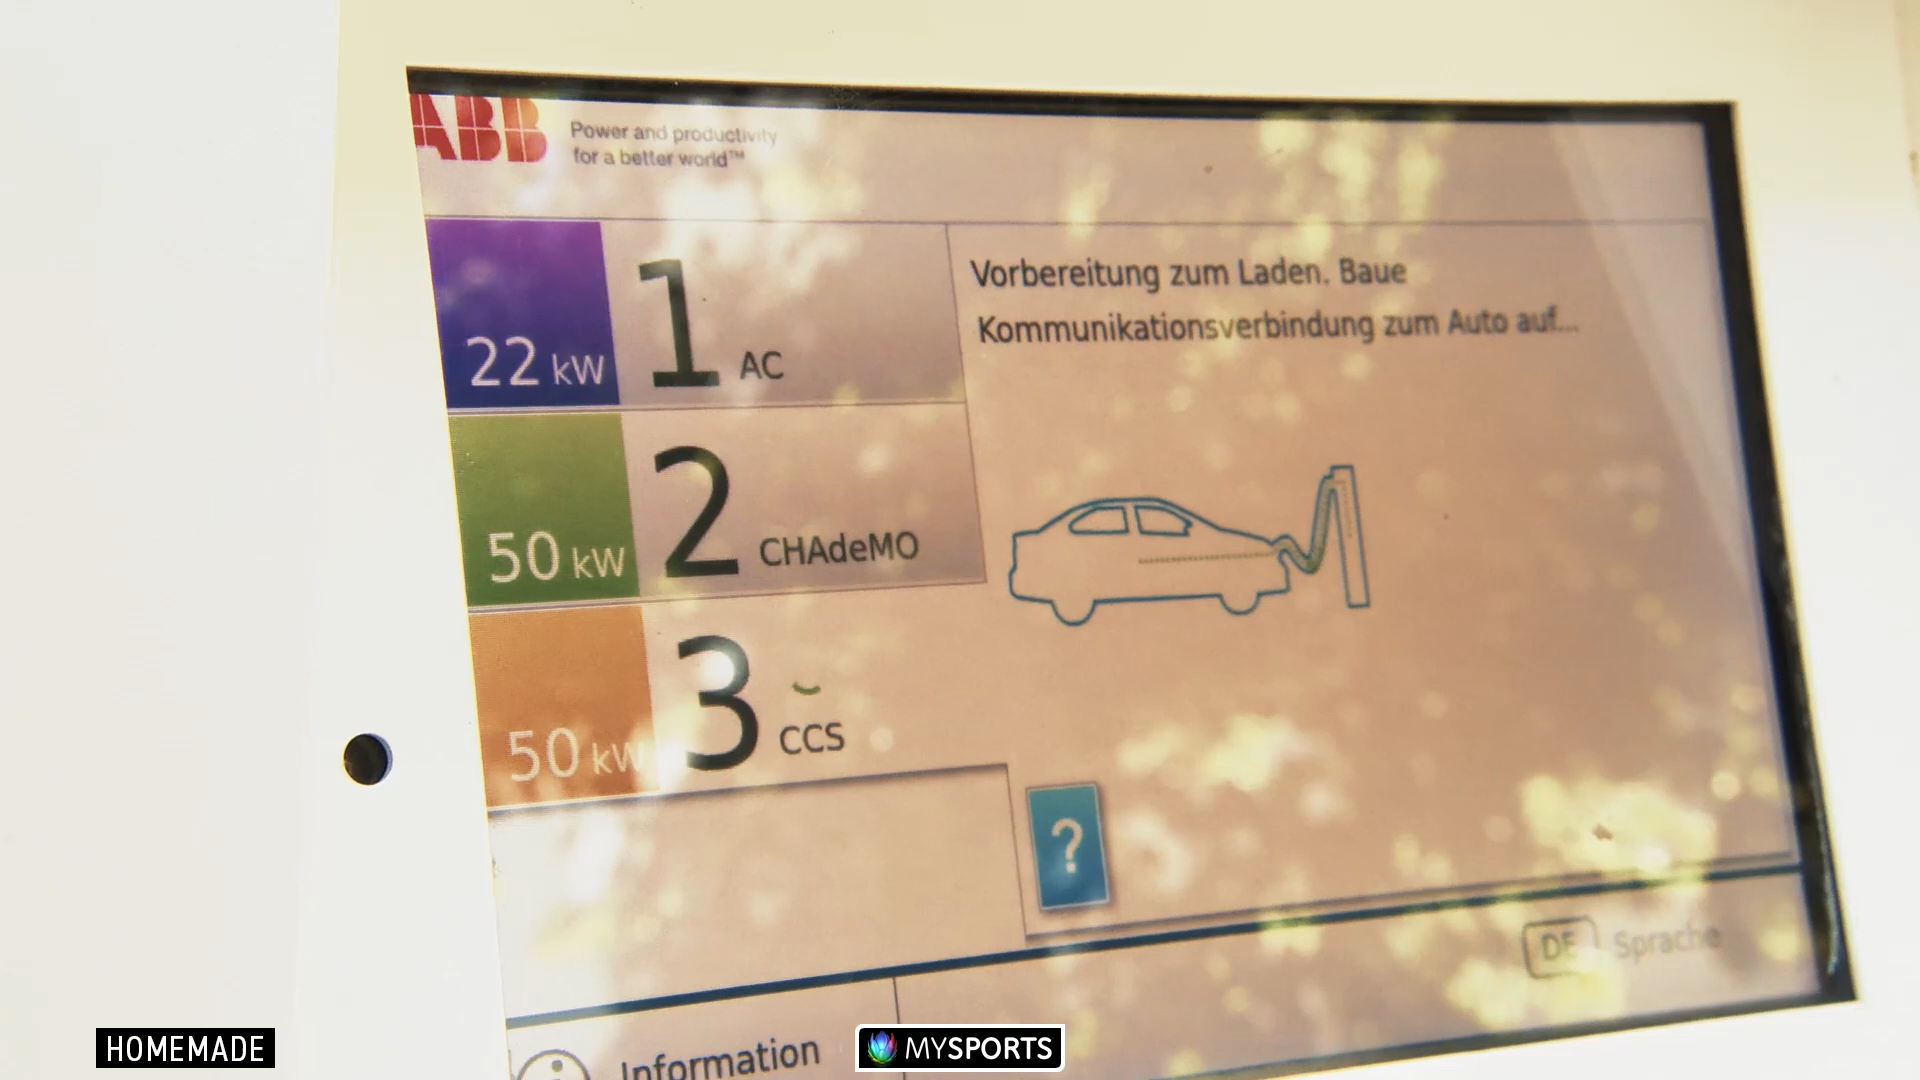 ABB
Power and productivity
for a better world™
22 kW
1 AC
50 kW
2 CHAdeMO
50 kW
3 CCS
Vorbereitung zum Laden. Baue
Kommunikationsverbindung zum Auto auf...
?
DE Sprache
i Information
HOMEMADE
MYSPORTS